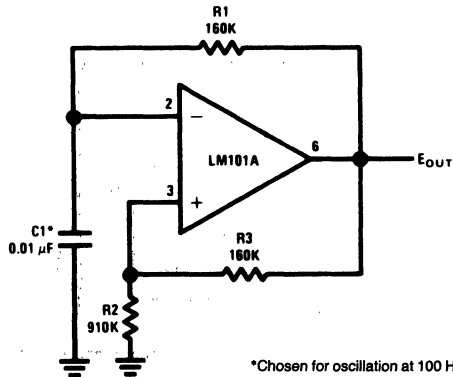 R1
160K
2
−
LM101A
6
EOUT
3
+
C1*
0.01 μF
R3
160K
R2
910K
*Chosen for oscillation at 100 H